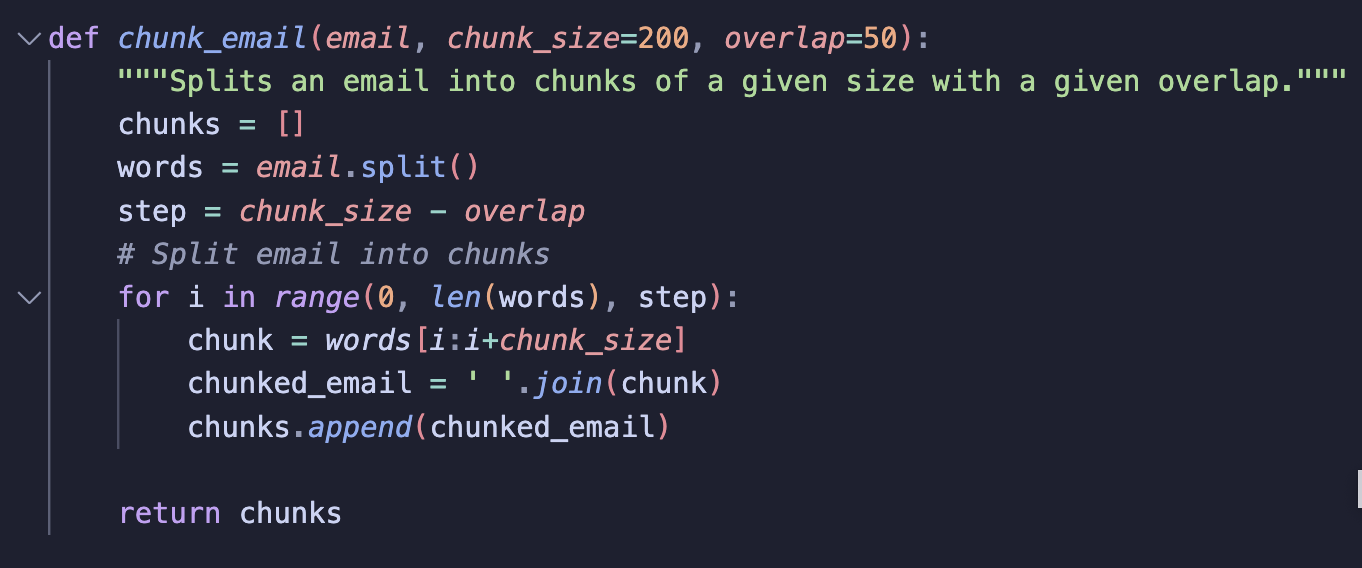 def chunk_email(email, chunk_size=200, overlap=50):
    """Splits an email into chunks of a given size with a given overlap."""
    chunks = []
    words = email.split()
    step = chunk_size - overlap
    # Split email into chunks
    for i in range(0, len(words), step):
        chunk = words[i:i+chunk_size]
        chunked_email = ' '.join(chunk)
        chunks.append(chunked_email)

    return chunks